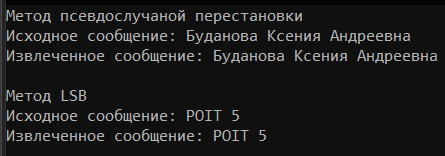 Метод псевдослучаной перестановки
Исходное сообщение: Буданова Ксения Андреевна
Извлеченное сообщение: Буданова Ксения Андреевна
Метод LSB
Исходное сообщение: POIT 5
Извлеченное сообщение: POIT 5